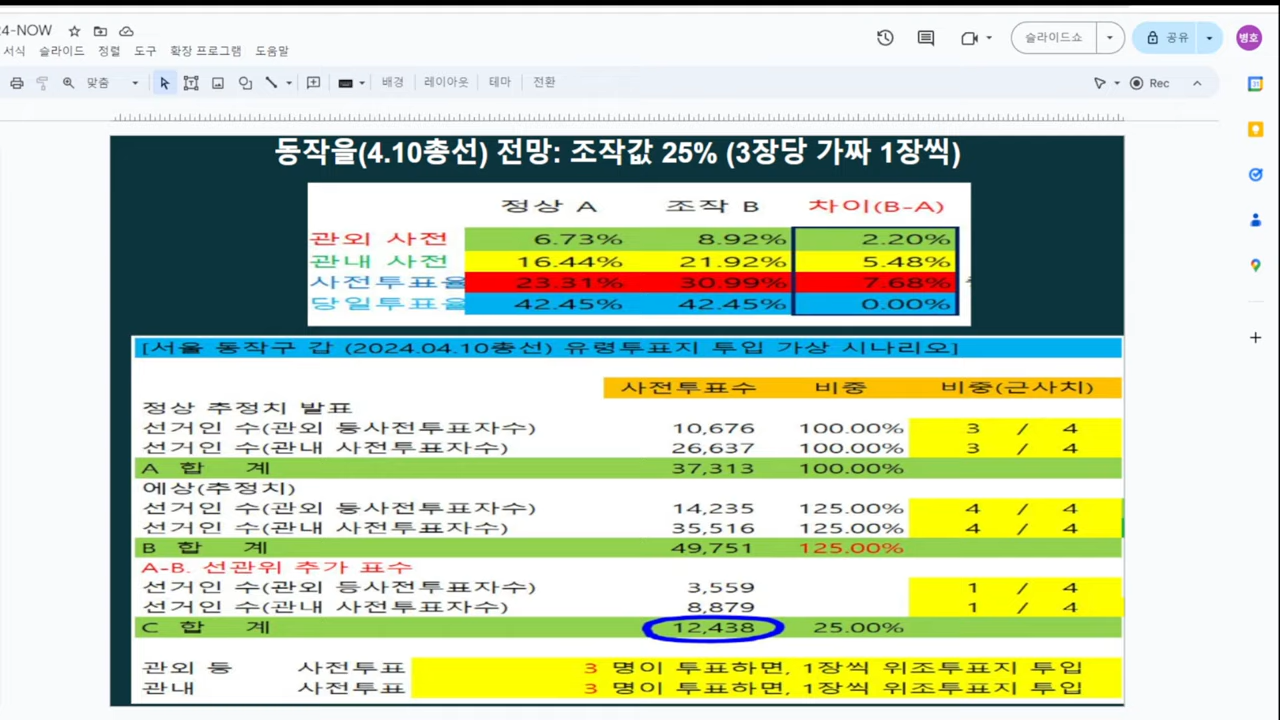 24-NOW
서식 슬라이드 정렬 도구 확장 프로그램 도움말
슬라이드쇼
공유
병호
맞춤
배경 레이아웃 테마 전환
Rec
31
동작을(4.10총선) 전망: 조작값 25% (3장당 가짜 1장씩)
정상 A 조작 B 차이(B-A)
관외 사전 6.73% 8.92% 2.20%
관내 사전 16.44% 21.92% 5.48%
사전투표율 23.31% 30.99% 7.68%
당일투표율 42.45% 42.45% 0.00%
[서울 동작구 갑 (2024.04.10총선) 유령투표지 투입 가상 시나리오]
사전투표수 비중 비중(근사치)
정상 추정치 발표
선거인 수(관외 등사전투표자수) 10,676 100.00% 3 / 4
선거인 수(관내 사전투표자수) 26,637 100.00% 3 / 4
A 합 계 37,313 100.00%
예상(추정치)
선거인 수(관외 등사전투표자수) 14,235 125.00% 4 / 4
선거인 수(관내 사전투표자수) 35,516 125.00% 4 / 4
B 합 계 49,751 125.00%
A-B. 선관위 추가 표수
선거인 수(관외 등사전투표자수) 3,559 1 / 4
선거인 수(관내 사전투표자수) 8,879 1 / 4
C 합 계 12,438 25.00%
관외 등 사전투표 3 명이 투표하면, 1장씩 위조투표지 투입
관내 사전투표 3 명이 투표하면, 1장씩 위조투표지 투입